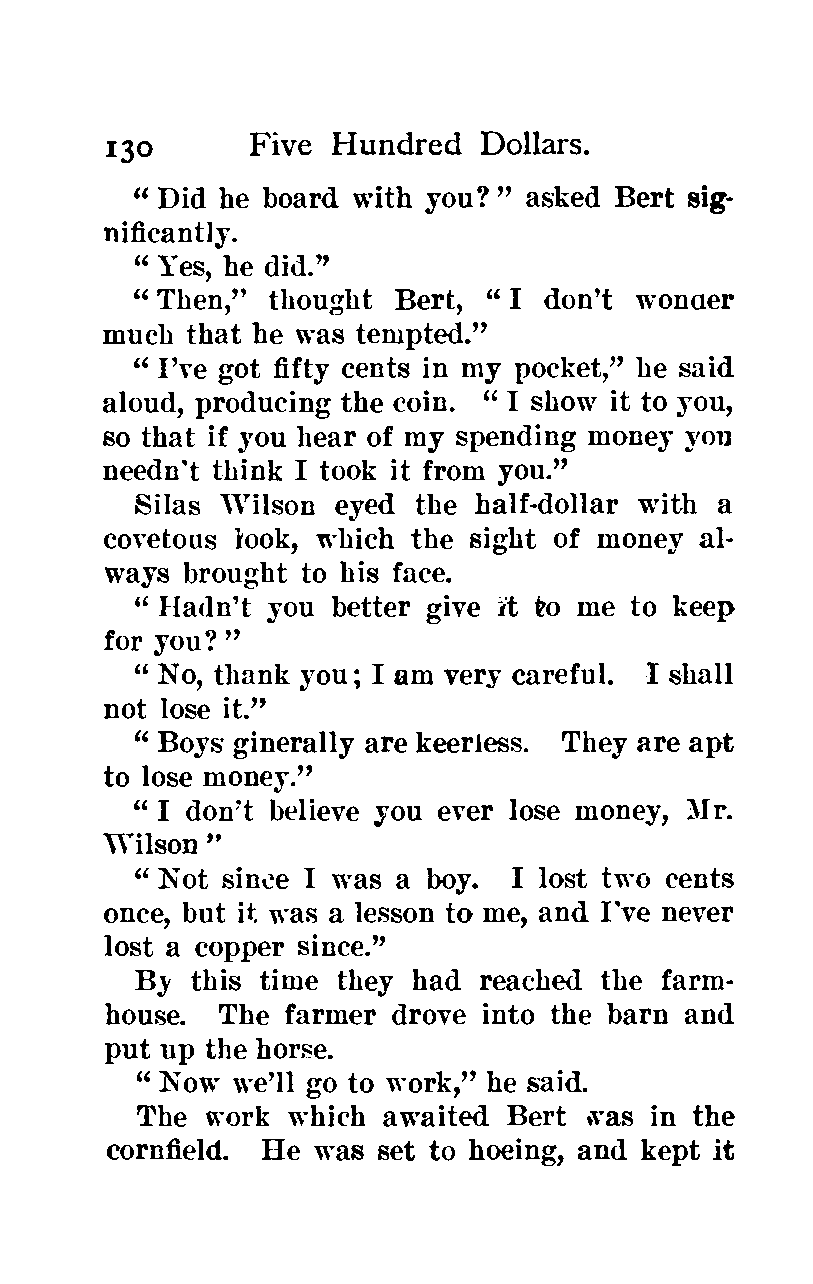 130 Five Hundred Dollars.
“ Did he board with you? ” asked Bert sig-
nificantly.
“ Yes, he did.”
“ Then,” thought Bert, “ I don’t wonder
much that he was tempted.”
“ I’ve got fifty cents in my pocket,” he said
aloud, producing the coin. “ I show it to you,
so that if you hear of my spending money you
needn’t think I took it from you.”
Silas Wilson eyed the half-dollar with a
covetous look, which the sight of money al-
ways brought to his face.
“ Hadn’t you better give it to me to keep
for you? ”
“ No, thank you; I am very careful. I shall
not lose it.”
“ Boys ginerally are keerless. They are apt
to lose money.”
“ I don’t believe you ever lose money, Mr.
Wilson ”
“ Not since I was a boy. I lost two cents
once, but it was a lesson to me, and I’ve never
lost a copper since.”
By this time they had reached the farm-
house. The farmer drove into the barn and
put up the horse.
“ Now we’ll go to work,” he said.
The work which awaited Bert was in the
cornfield. He was set to hoeing, and kept it